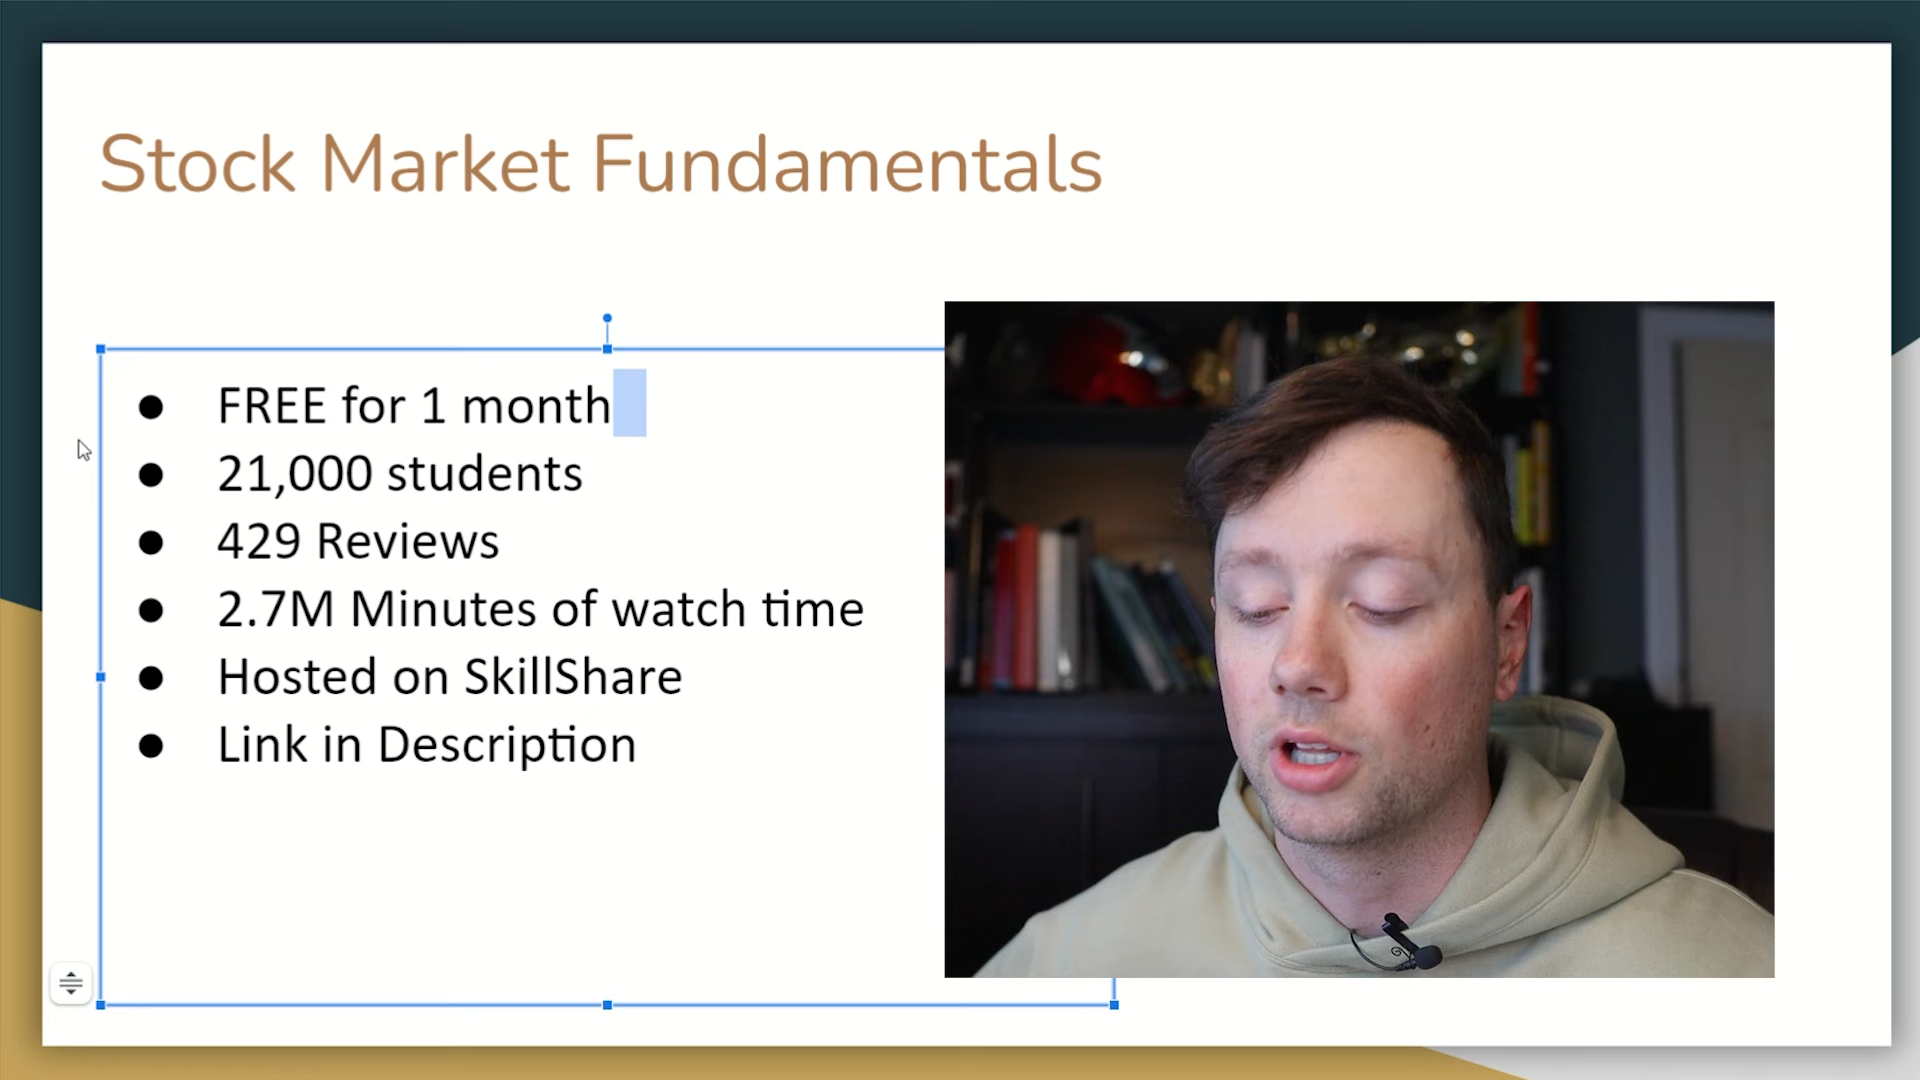 Stock Market Fundamentals
● FREE for 1 month
● 21,000 students
● 429 Reviews
● 2.7M Minutes of watch time
● Hosted on SkillShare
● Link in Description